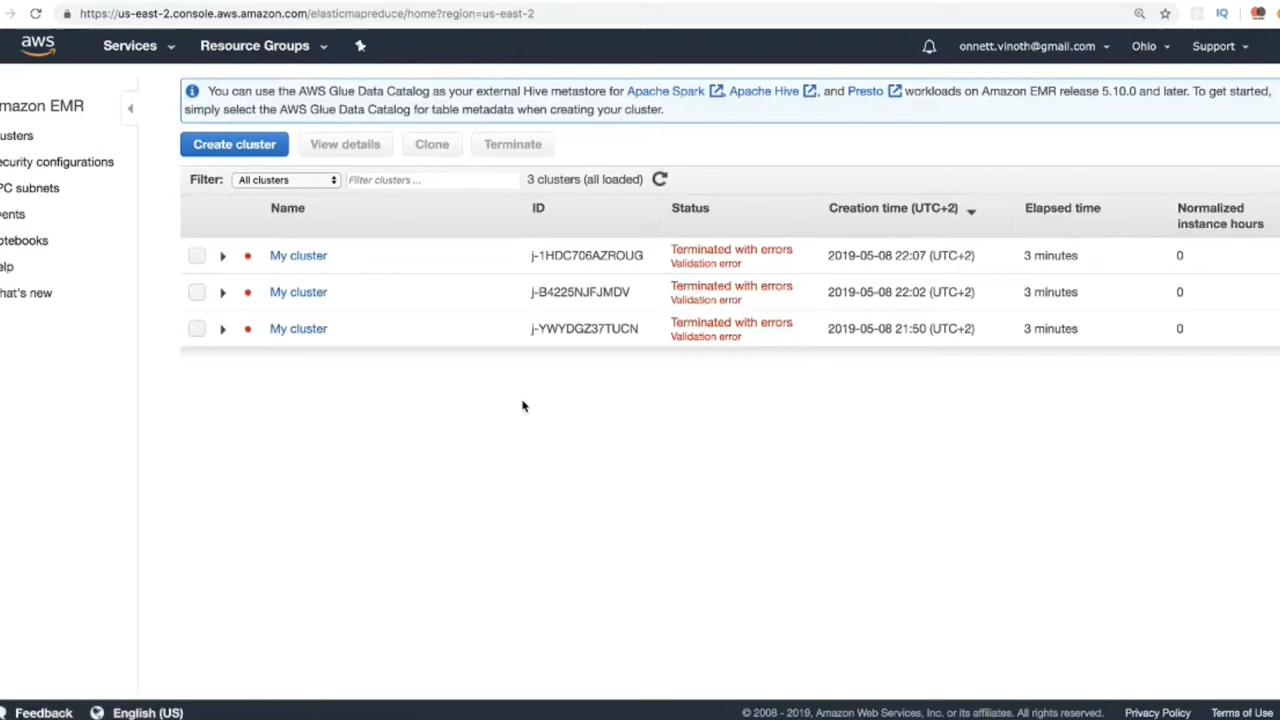 https://us-east-2.console.aws.amazon.com/elasticmapreduce/home?region=us-east-2
IQ
aws Services Resource Groups onnett.vinoth@gmail.com Ohio Support
mazon EMR
usters
ecurity configurations
PC subnets
vents
otebooks
elp
hat's new
You can use the AWS Glue Data Catalog as your external Hive metastore for Apache Spark , Apache Hive , and Presto workloads on Amazon EMR release 5.10.0 and later. To get started,
simply select the AWS Glue Data Catalog for table metadata when creating your cluster.
Create cluster View details Clone Terminate
Filter: All clusters Filter clusters ... 3 clusters (all loaded)
Name ID Status Creation time (UTC+2) Elapsed time Normalized instance hours
My cluster j-1HDC706AZROUG Terminated with errors 2019-05-08 22:07 (UTC+2) 3 minutes 0
Validation error
My cluster j-B4225NJFJMDV Terminated with errors 2019-05-08 22:02 (UTC+2) 3 minutes 0
Validation error
My cluster j-YWYDGZ37TUCN Terminated with errors 2019-05-08 21:50 (UTC+2) 3 minutes 0
Validation error
Feedback English (US) © 2008 - 2019, Amazon Web Services, Inc. or its affiliates. All rights reserved. Privacy Policy Terms of Use